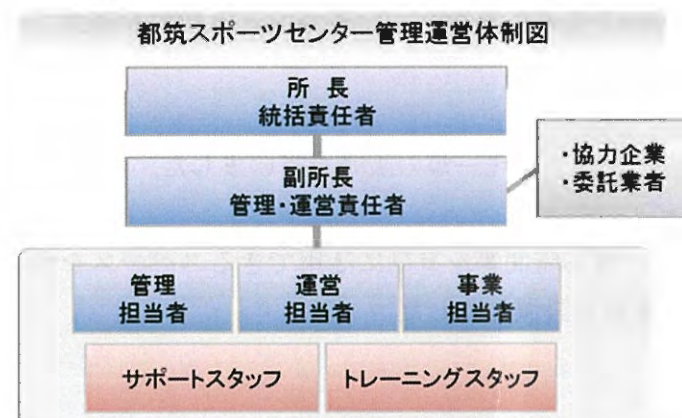 都筑スポーツセンター管理運営体制図
所 長
統括責任者
副所長
管理・運営責任者
・協力企業
・委託業者
管理
担当者
運営
担当者
事業
担当者
サポートスタッフ
トレーニングスタッフ